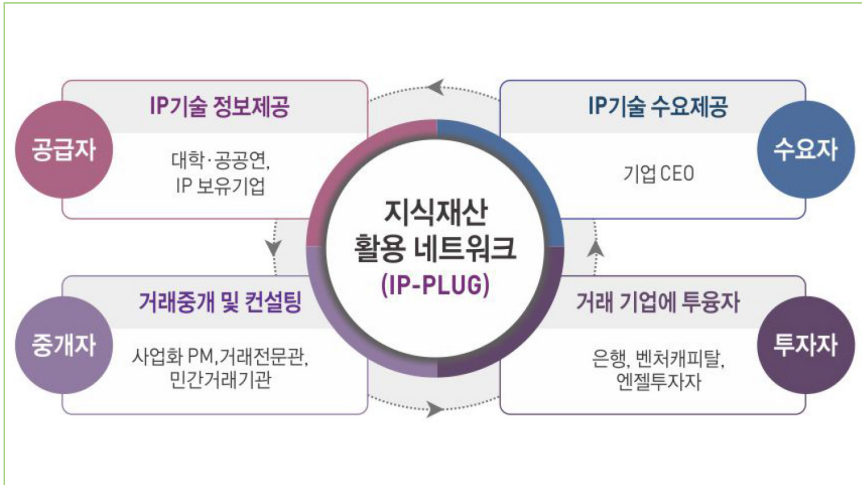 IP기술 정보제공
공급자
대학·공공연,
IP 보유기업
IP기술 수요제공
수요자
기업 CEO
지식재산
활용 네트워크
(IP-PLUG)
거래중개 및 컨설팅
중개자
사업화 PM,거래전문관,
민간거래기관
거래 기업에 투융자
투자자
은행, 벤처캐피탈,
엔젤투자자